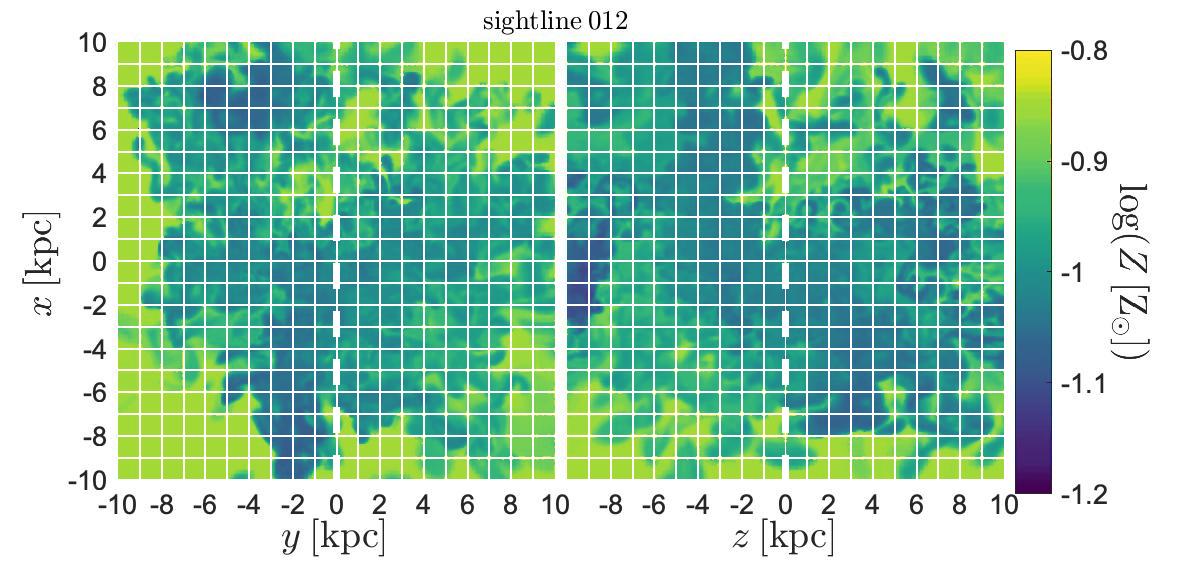 sightline 012
10
8
6
4
2
0
-2
-4
-6
-8
-10
x [kpc]
-10 -8 -6 -4 -2 0 2 4 6 8 10
y [kpc]
-8 -6 -4 -2 0 2 4 6 8 10
z [kpc]
-0.8
-0.9
-1
-1.1
-1.2
log(Z [Z⊙])